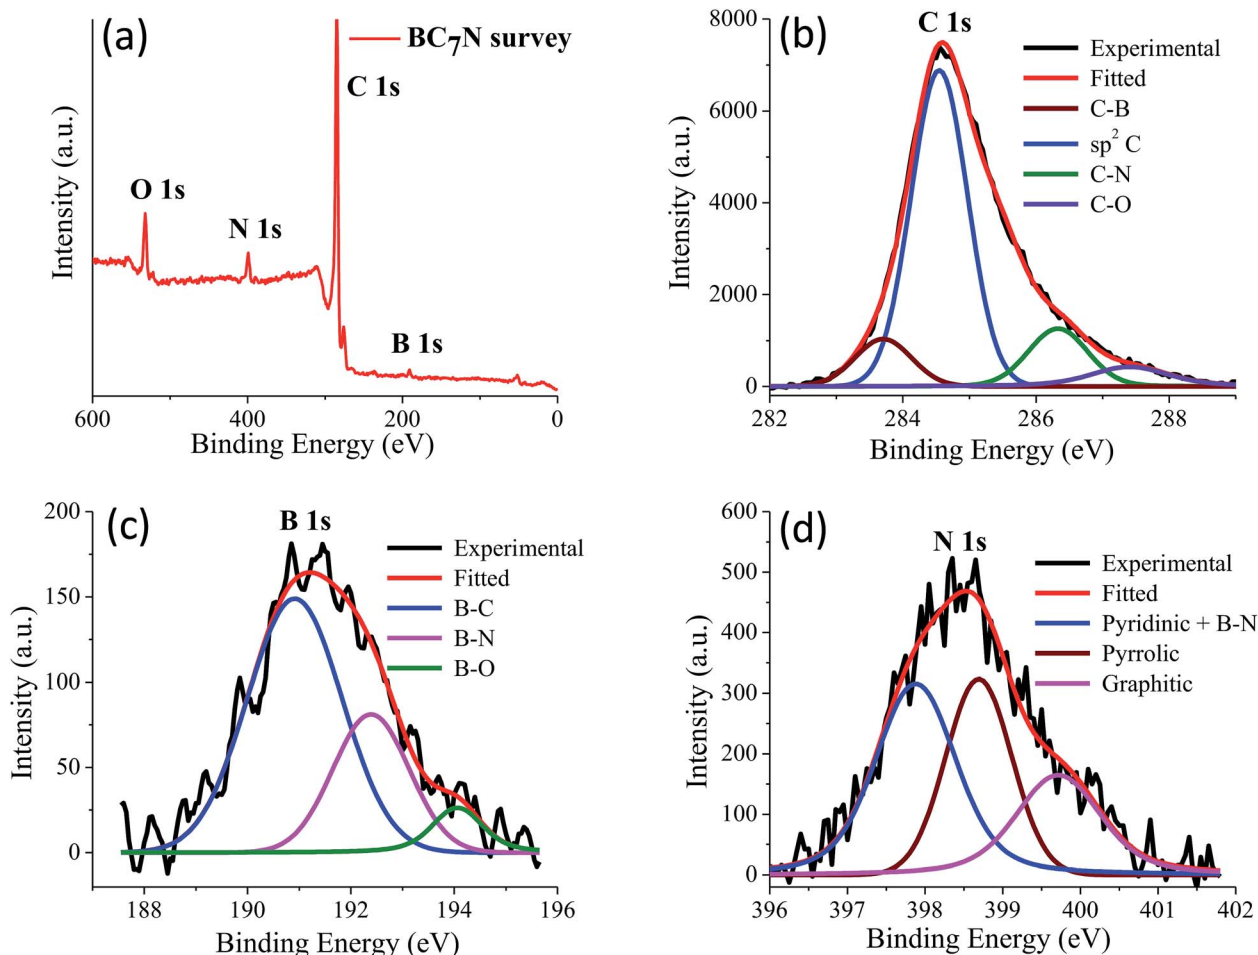 (a)
BC7N survey
C 1s
O 1s
N 1s
B 1s
Intensity (a.u.)
600
400
200
0
Binding Energy (eV)
(b)
C 1s
Experimental
Fitted
C-B
sp² C
C-N
C-O
8000
6000
4000
2000
0
Intensity (a.u.)
282
284
286
288
Binding Energy (eV)
(c)
B 1s
Experimental
Fitted
B-C
B-N
B-O
200
150
100
50
0
Intensity (a.u.)
188
190
192
194
196
Binding Energy (eV)
(d)
N 1s
Experimental
Fitted
Pyridinic + B-N
Pyrrolic
Graphitic
600
500
400
300
200
100
0
Intensity (a.u.)
396
397
398
399
400
401
402
Binding Energy (eV)